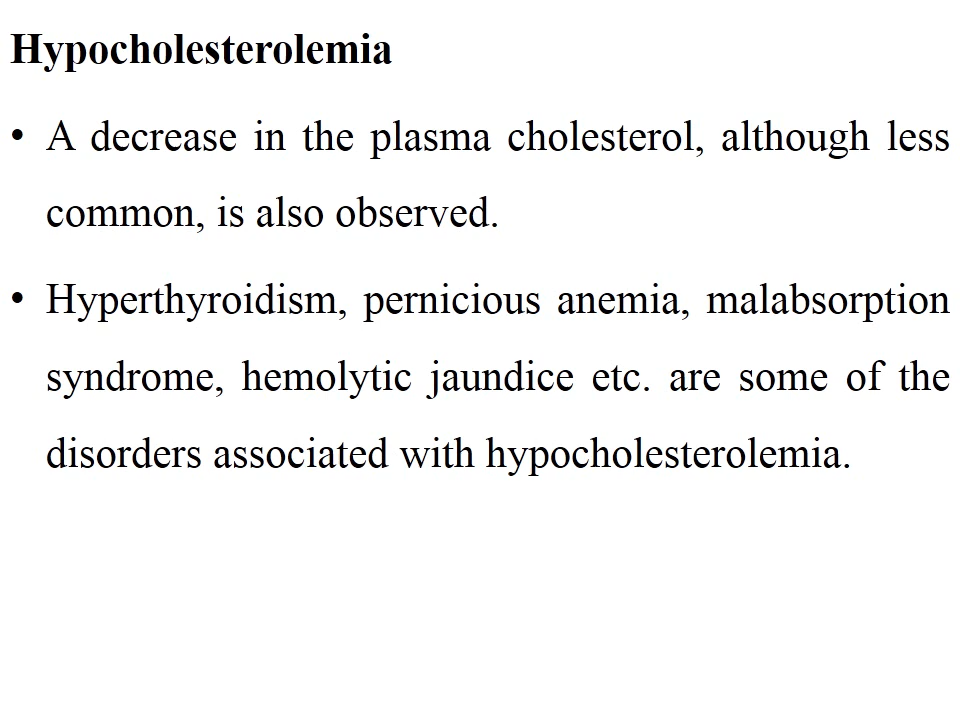 Hypocholesterolemia
• A decrease in the plasma cholesterol, although less
common, is also observed.
• Hyperthyroidism, pernicious anemia, malabsorption
syndrome, hemolytic jaundice etc. are some of the
disorders associated with hypocholesterolemia.